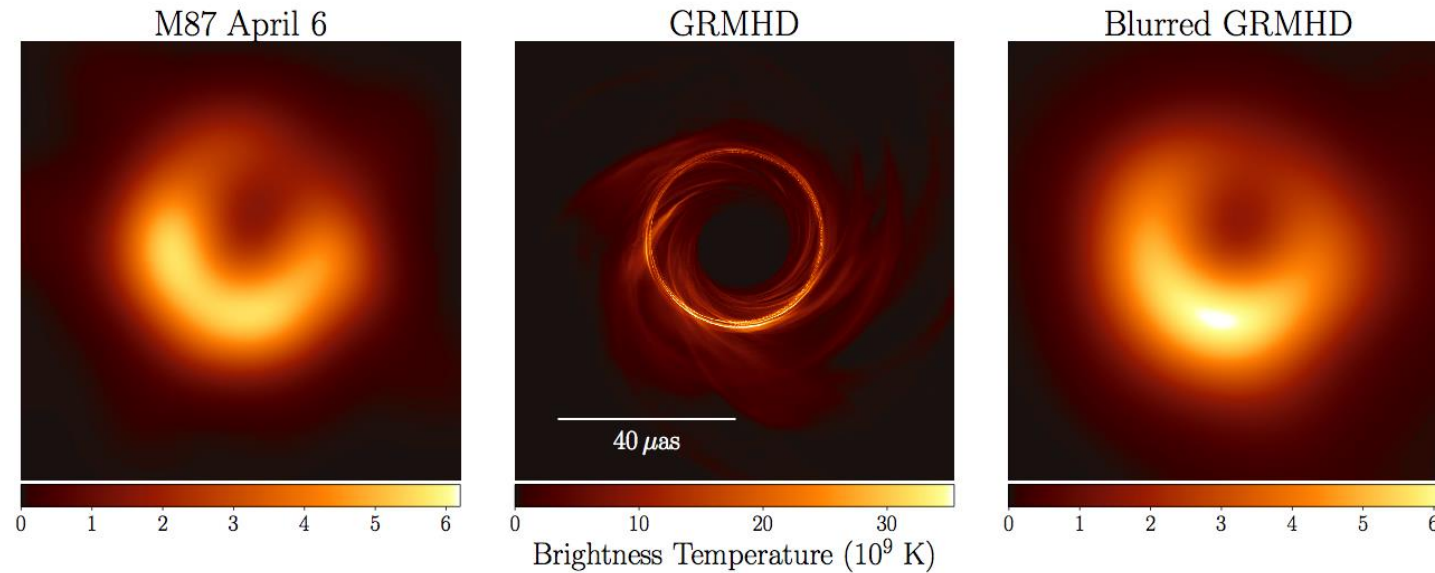 M87 April 6
GRMHD
Blurred GRMHD
40 μas
0 1 2 3 4 5 6
0 10 20 30
0 1 2 3 4 5 6
Brightness Temperature (10⁹ K)